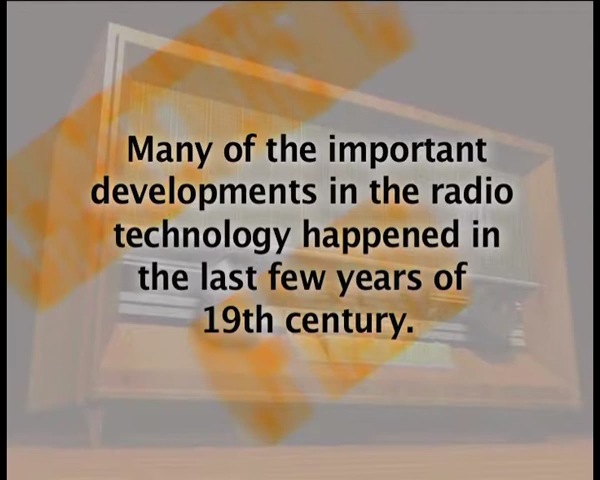 Many of the important
developments in the radio
technology happened in
the last few years of
19th century.